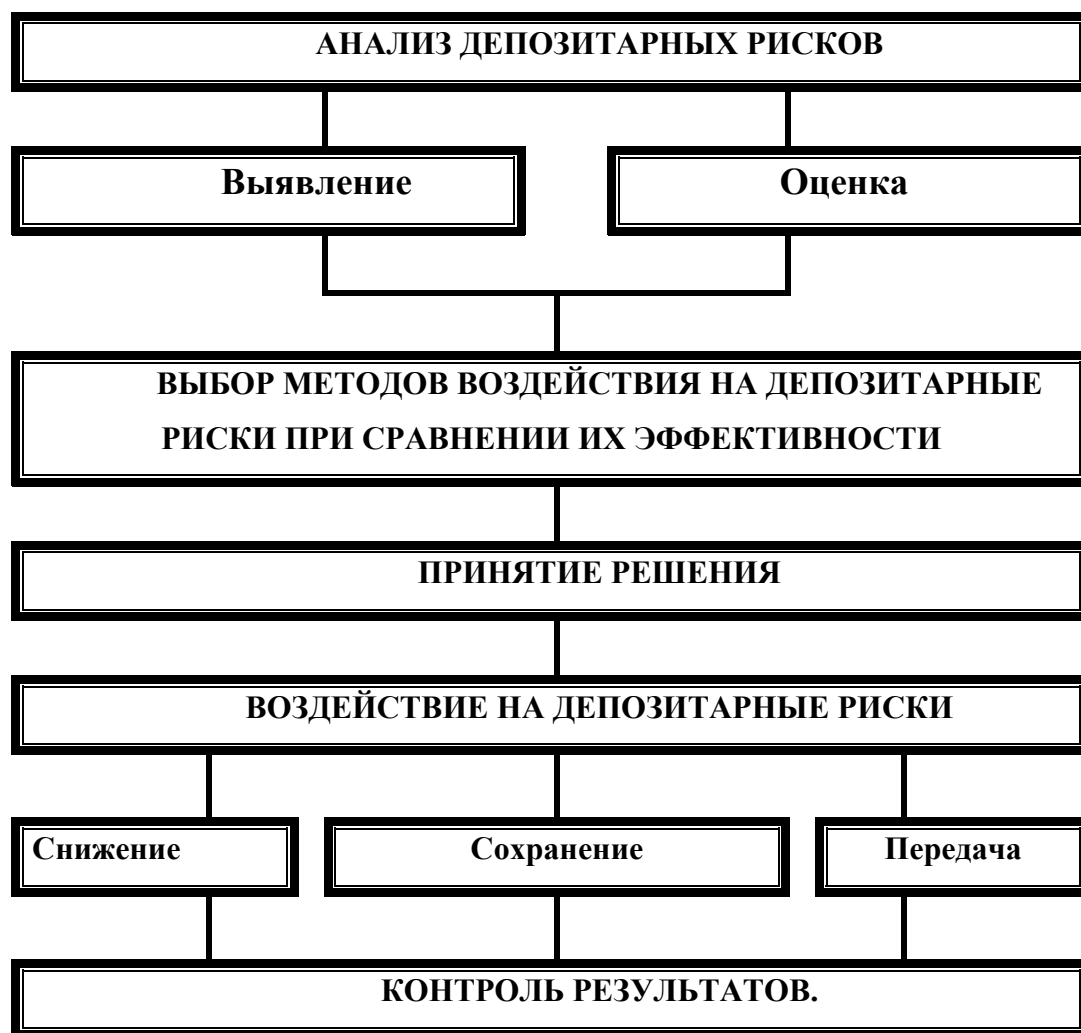 АНАЛИЗ ДЕПОЗИТАРНЫХ РИСКОВ
Выявление
Оценка
ВЫБОР МЕТОДОВ ВОЗДЕЙСТВИЯ НА ДЕПОЗИТАРНЫЕ
РИСКИ ПРИ СРАВНЕНИИ ИХ ЭФФЕКТИВНОСТИ
ПРИНЯТИЕ РЕШЕНИЯ
ВОЗДЕЙСТВИЕ НА ДЕПОЗИТАРНЫЕ РИСКИ
Снижение
Сохранение
Передача
КОНТРОЛЬ РЕЗУЛЬТАТОВ.